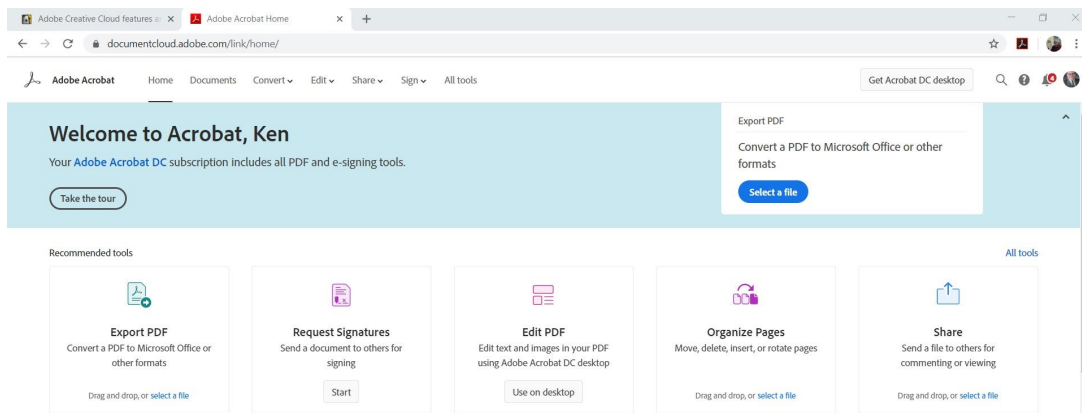 Adobe Creative Cloud features a
Adobe Acrobat Home
documentcloud.adobe.com/link/home/
Adobe Acrobat Home Documents Convert Edit Share Sign All tools Get Acrobat DC desktop 4
Welcome to Acrobat, Ken
Your Adobe Acrobat DC subscription includes all PDF and e-signing tools.
Take the tour
Export PDF
Convert a PDF to Microsoft Office or other
formats
Select a file
Recommended tools
All tools
Export PDF
Convert a PDF to Microsoft Office or
other formats
Drag and drop, or select a file
Request Signatures
Send a document to others for
signing
Start
Edit PDF
Edit text and images in your PDF
using Adobe Acrobat DC desktop
Use on desktop
Organize Pages
Move, delete, insert, or rotate pages
Drag and drop, or select a file
Share
Send a file to others for
commenting or viewing
Drag and drop, or select a file